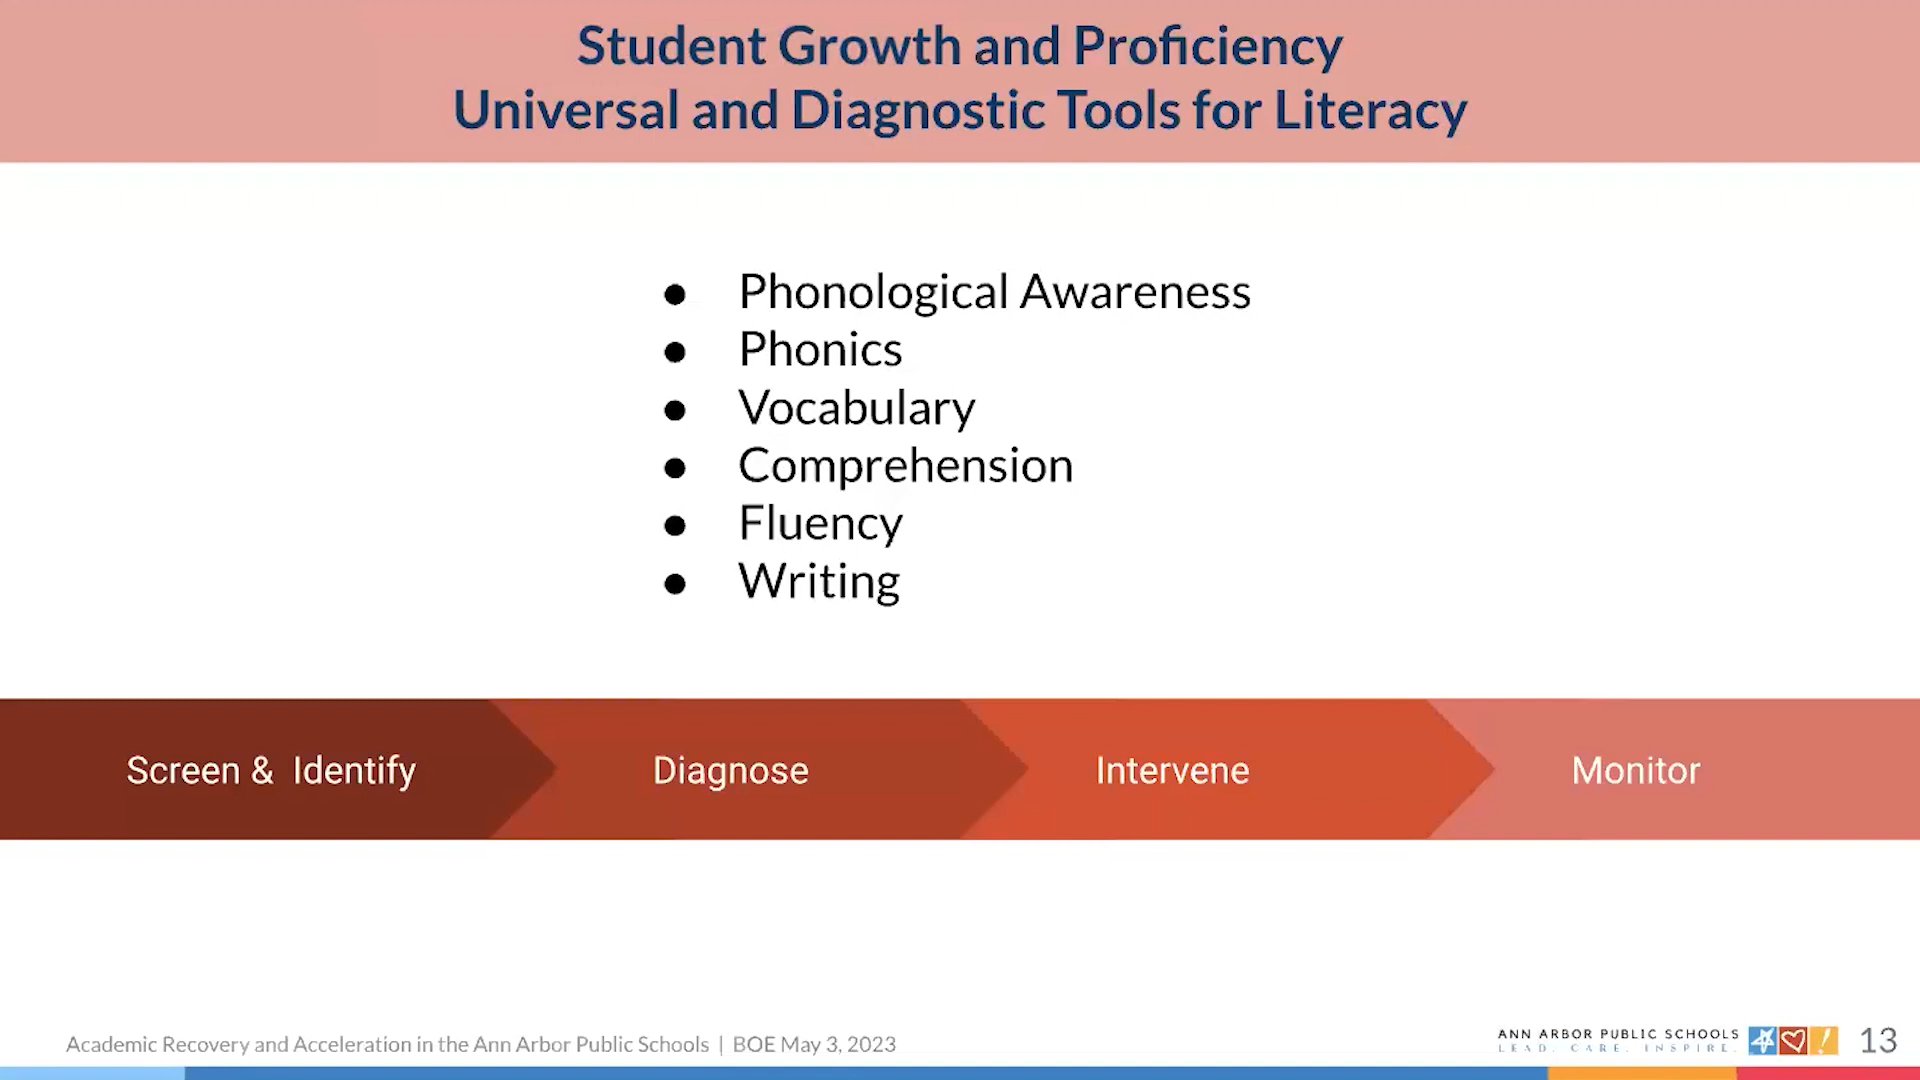 Student Growth and Proficiency
Universal and Diagnostic Tools for Literacy
● Phonological Awareness
● Phonics
● Vocabulary
● Comprehension
● Fluency
● Writing
Screen & Identify
Diagnose
Intervene
Monitor
Academic Recovery and Acceleration in the Ann Arbor Public Schools | BOE May 3, 2023
ANN ARBOR PUBLIC SCHOOLS
LEAD. CARE. INSPIRE.
13